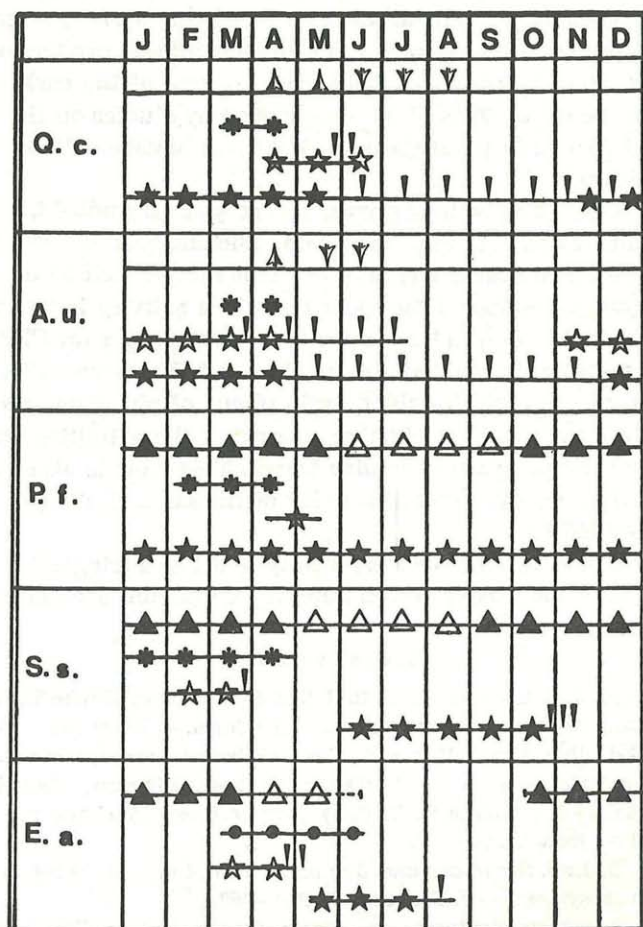 J F M A M J J A S O N D
Q. c.
A. u.
P. f.
S. s.
E. a.